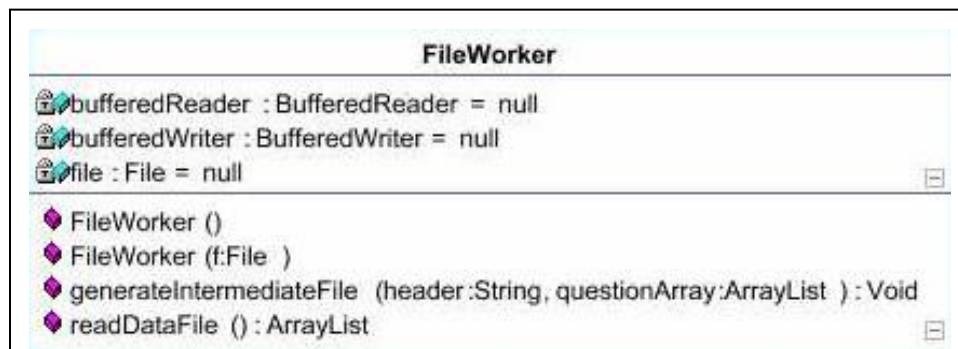 FileWorker
bufferedReader : BufferedReader = null
bufferedWriter : BufferedWriter = null
file : File = null
FileWorker ()
FileWorker (f:File )
generateIntermediateFile (header:String, questionArray:ArrayList ) : Void
readDataFile () : ArrayList